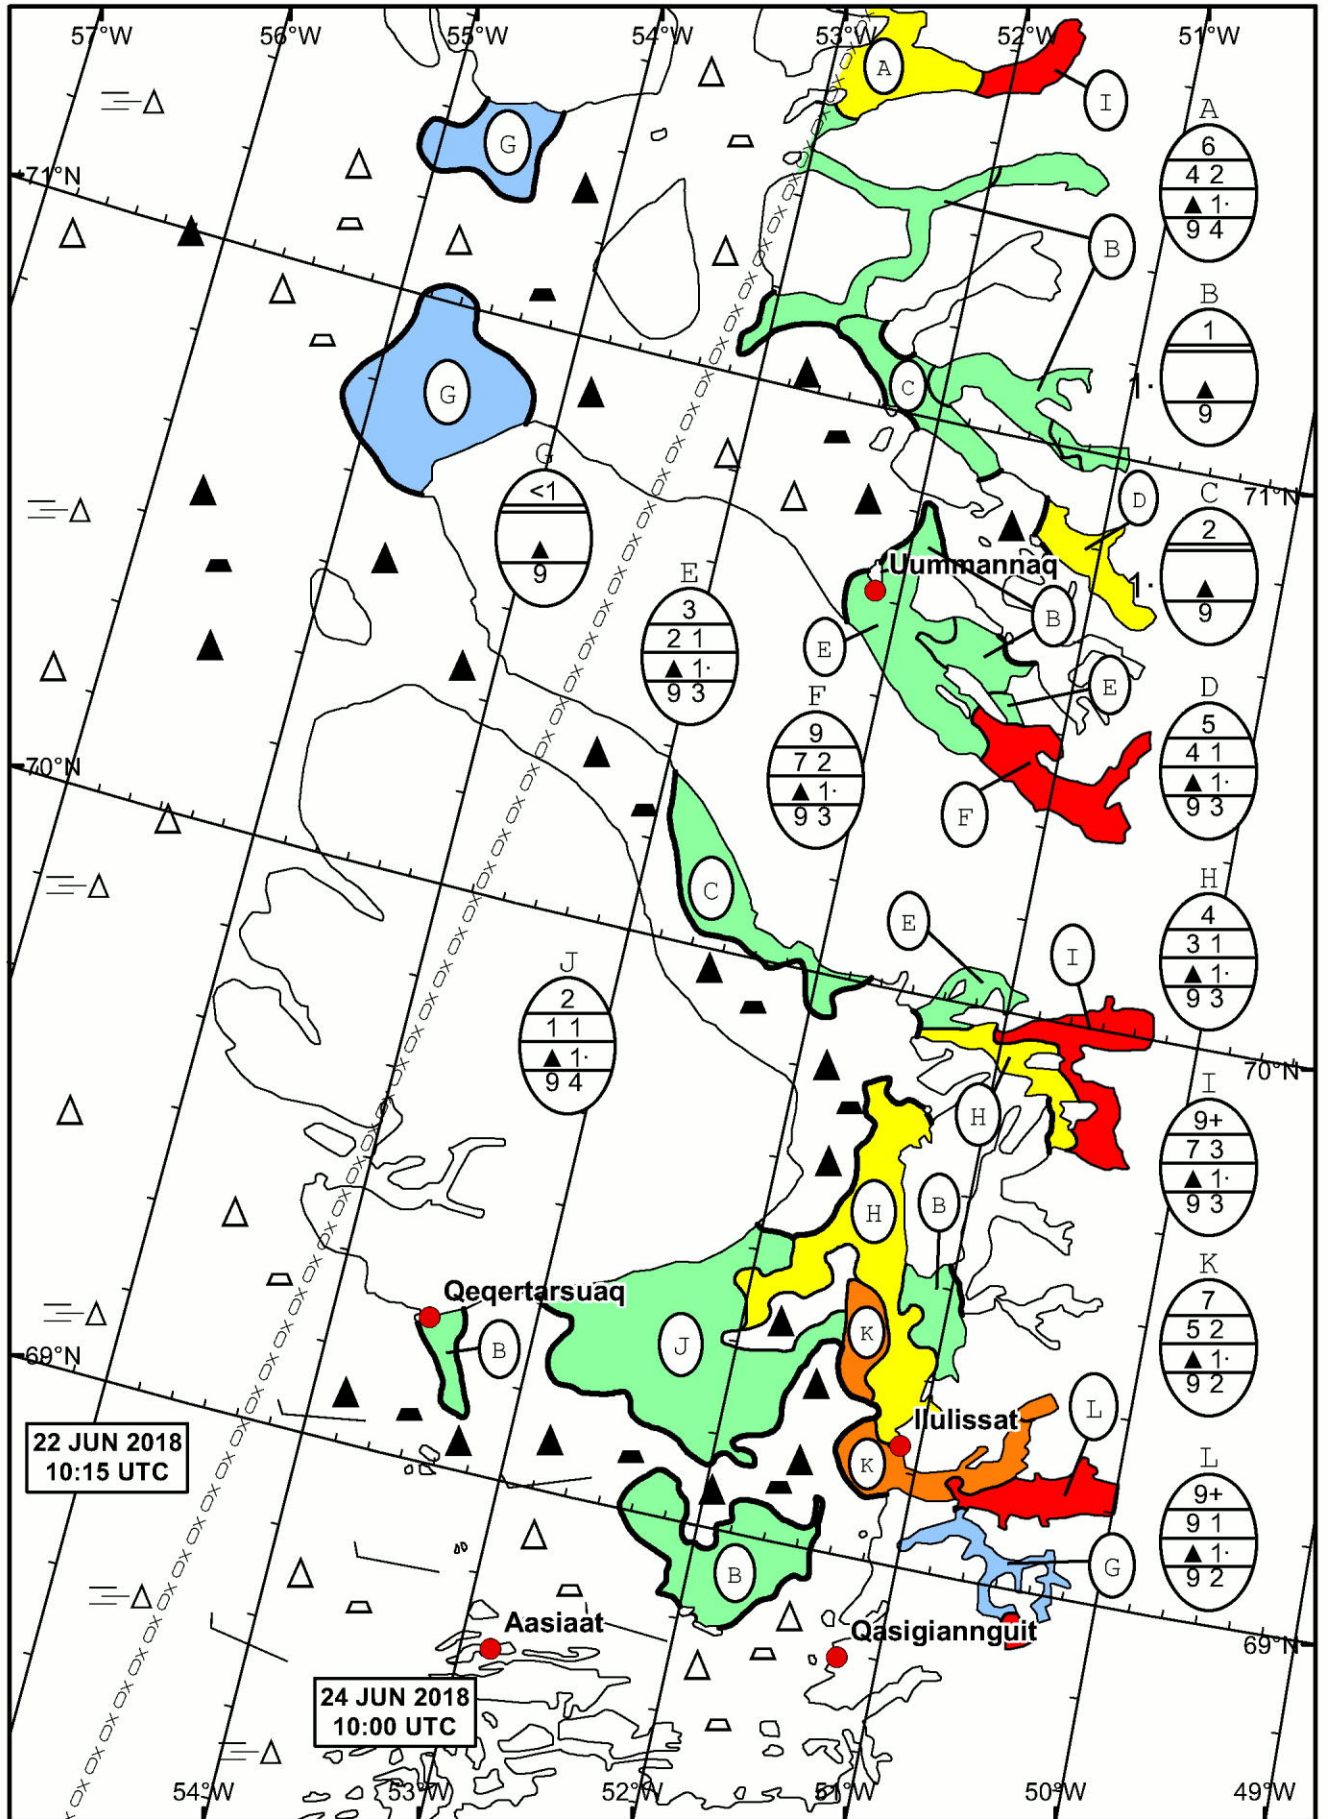 57°W 56°W 55°W 54°W 53°W 52°W 51°W
A
I
G
A
6
4 2
▲ 1·
9 4
71°N
B
B
1
1·
▲
9
G
C
G
<1
▲
9
71°N
D
C
2
1·
▲
9
Uummannaq
E
3
2 1
▲ 1·
9 3
B
E
E
F
9
7 2
▲ 1·
9 3
D
5
4 1
▲ 1·
9 3
70°N
F
C
E
I
H
4
3 1
▲ 1·
9 3
J
2
1 1
▲ 1·
9 4
70°N
H
I
9+
7 3
▲ 1·
9 3
H
B
Qeqertarsuaq
K
7
5 2
▲ 1·
9 2
B
J
K
69°N
Ilulissat
L
22 JUN 2018
10:15 UTC
K
L
9+
9 1
▲ 1·
9 2
B
G
Aasiaat
Qasigiannguit
69°N
24 JUN 2018
10:00 UTC
54°W 53°W 52°W 51°W 50°W 49°W